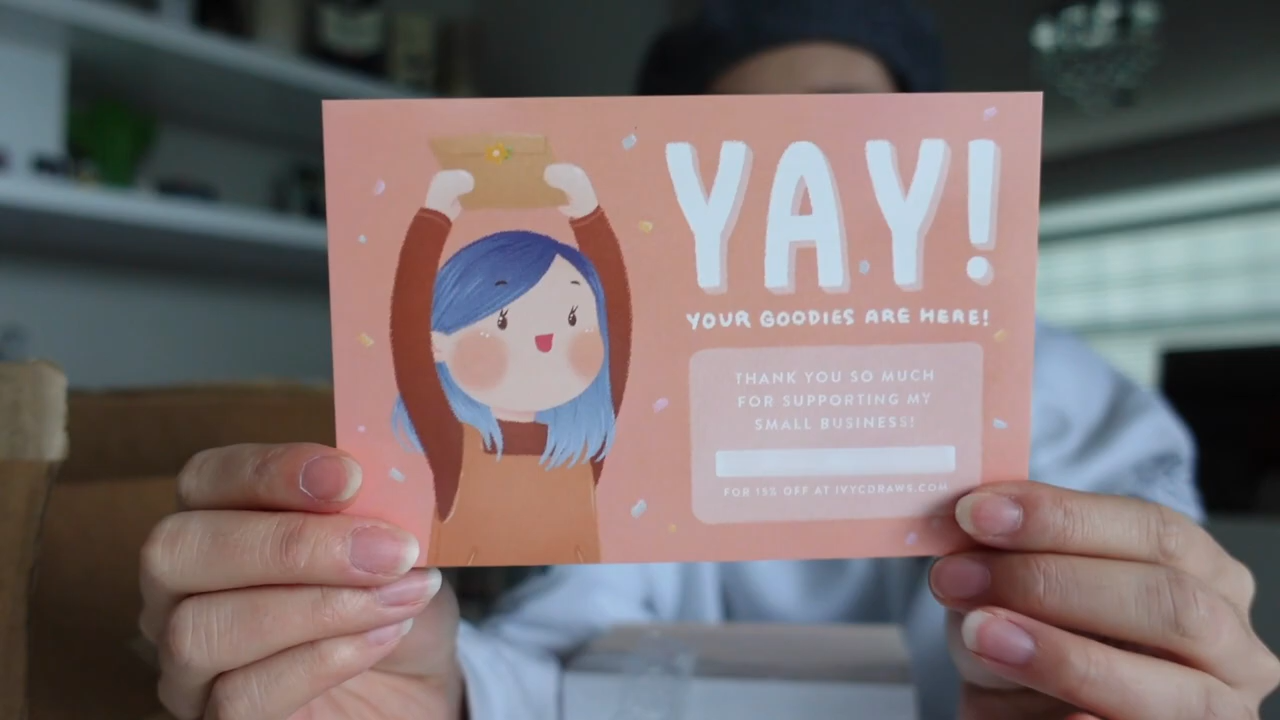 YAY!
YOUR GOODIES ARE HERE!
THANK YOU SO MUCH
FOR SUPPORTING MY
SMALL BUSINESS!
FOR 15% OFF AT IVYCDRAWS.COM